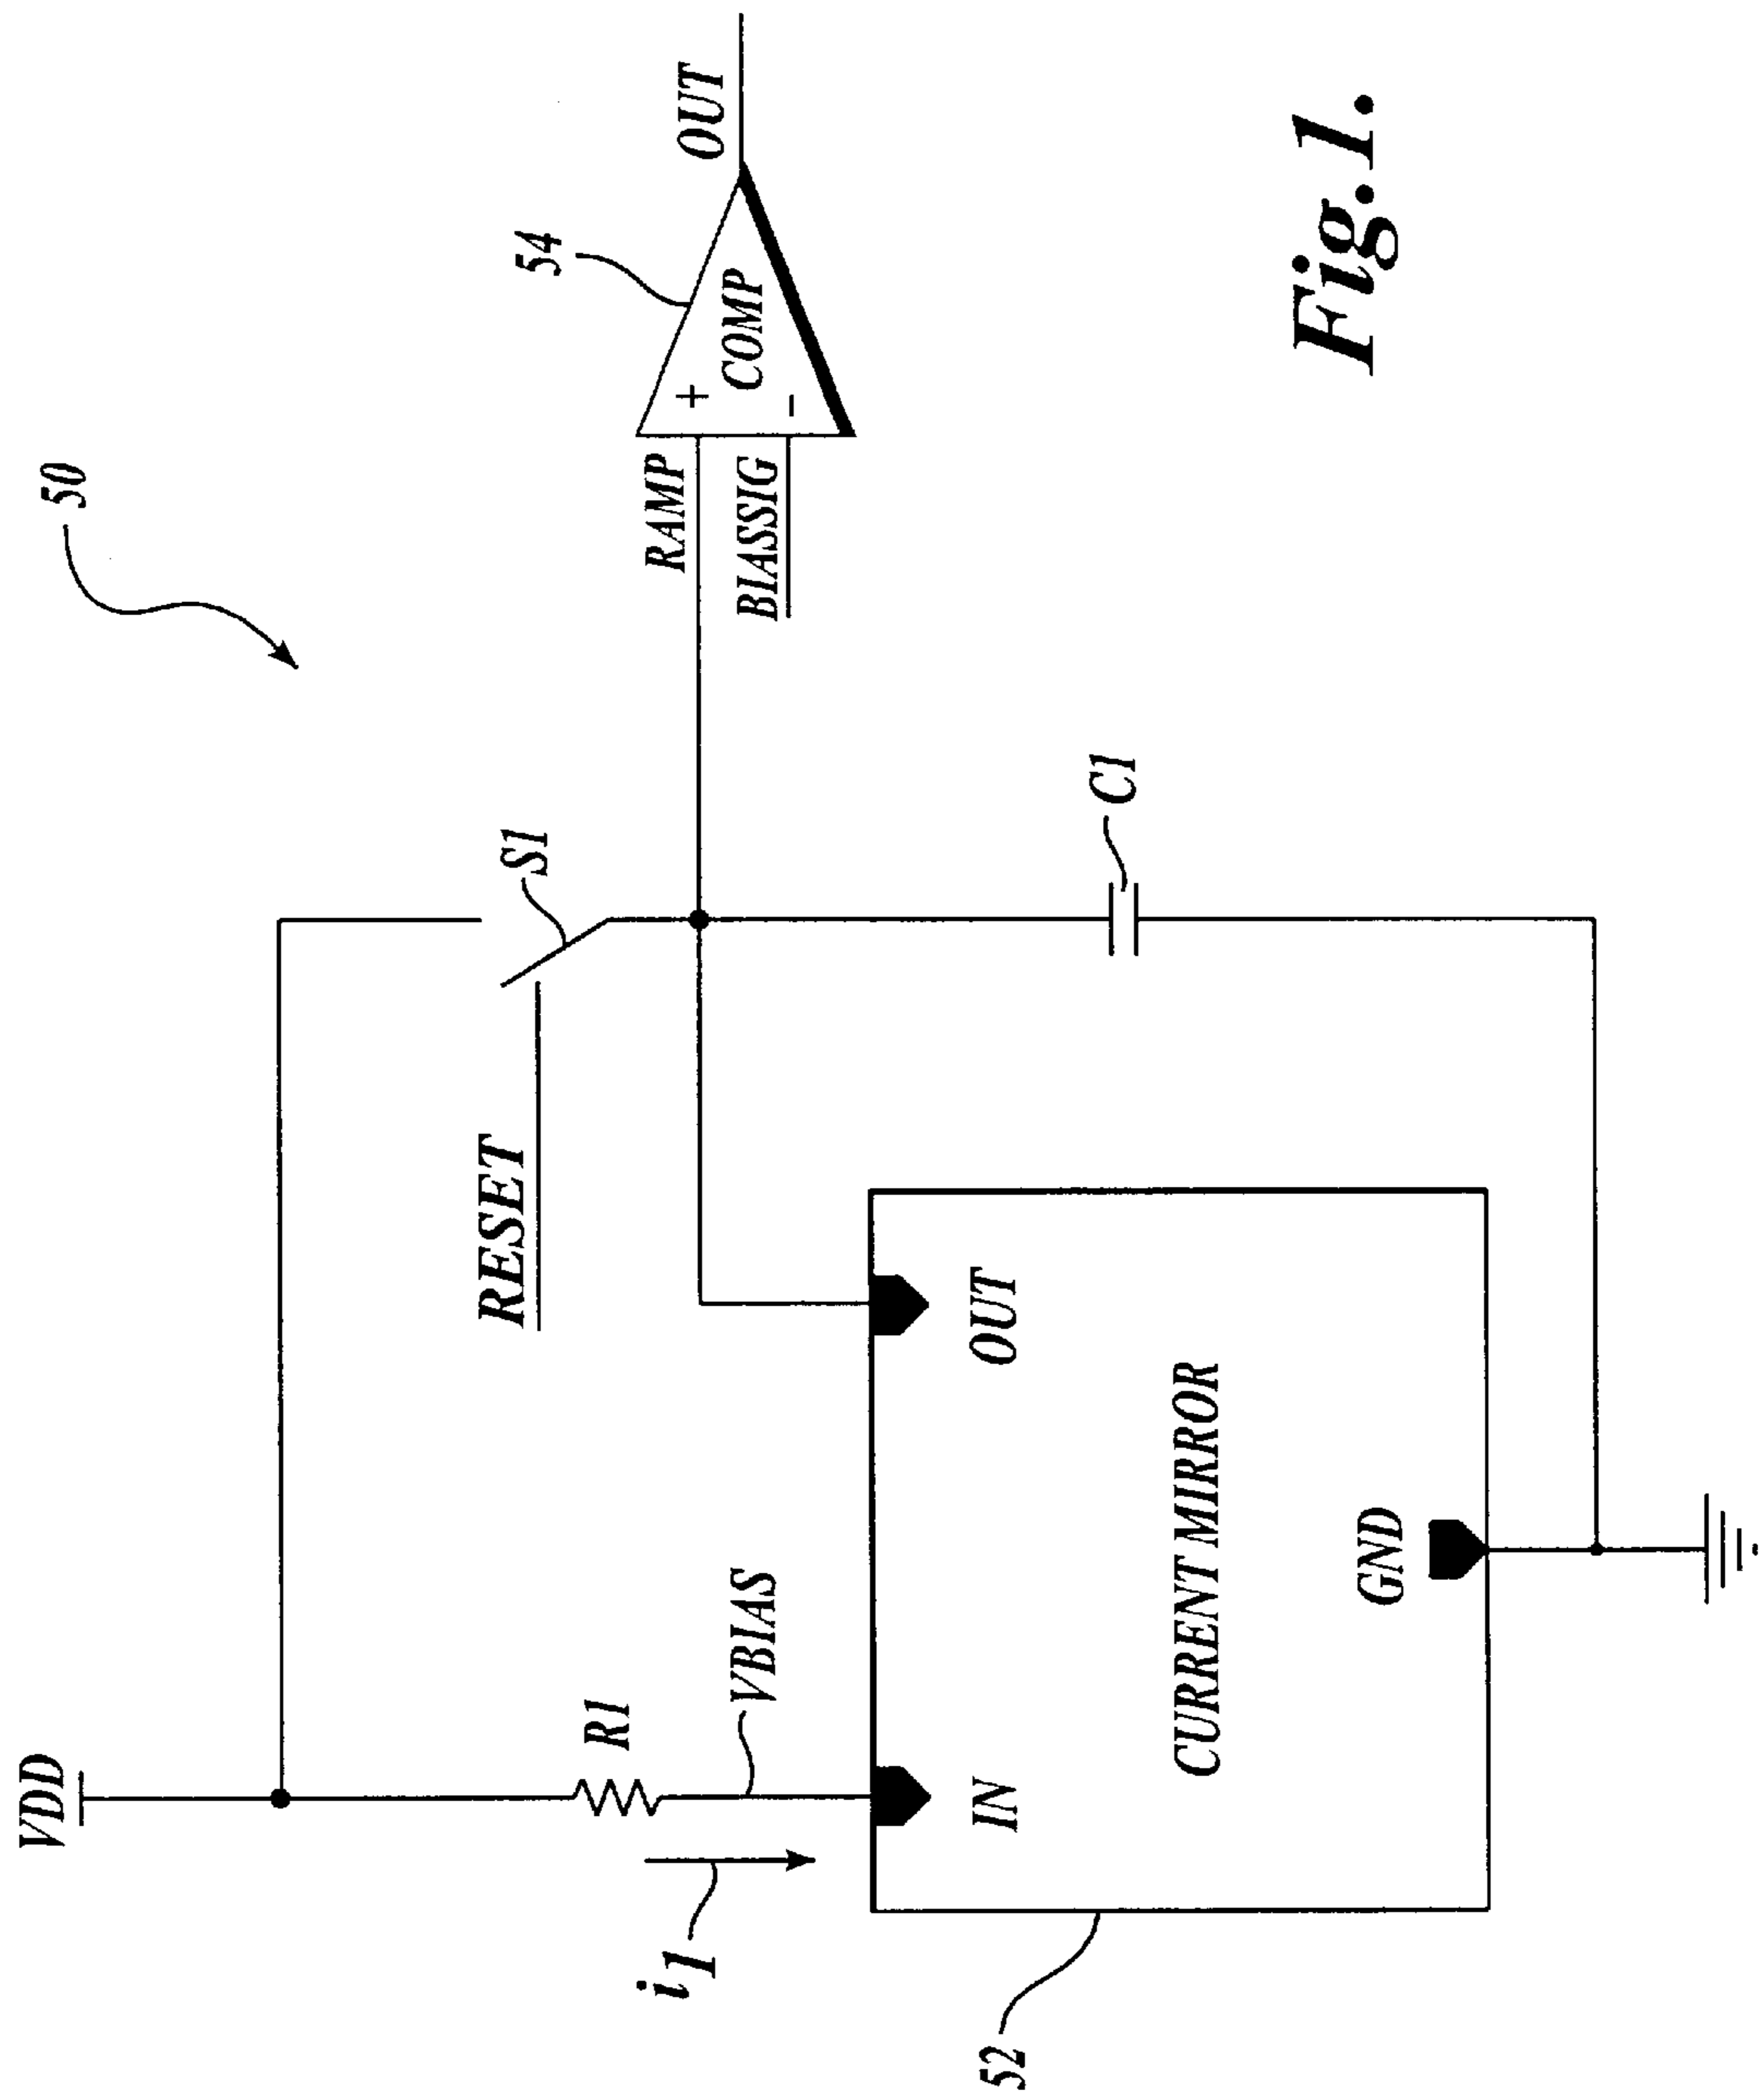 50
VDD
RESET
S1
54
OUT
i1
R1
VBIAS
RAMP
+
COMP
BIASSIG
-
IN
OUT
C1
52
CURRENT MIRROR
GND
Fig.1.